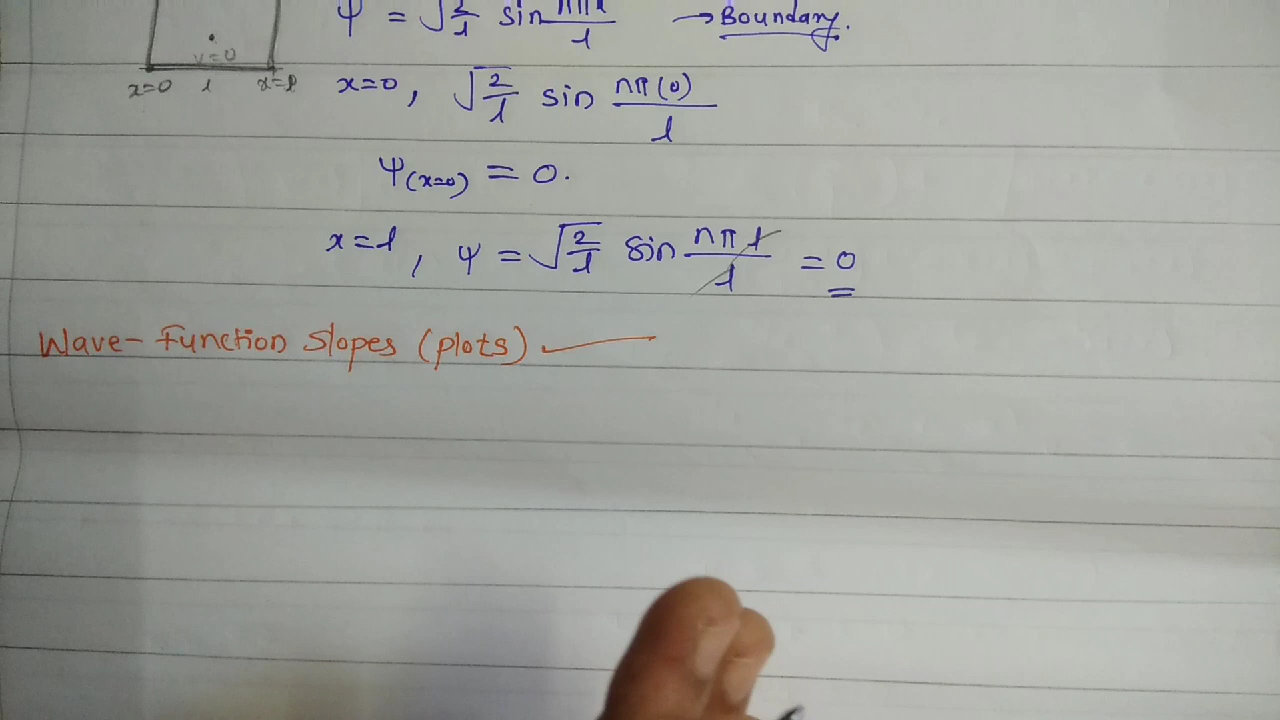 ψ = √2/l sin nπx/l → Boundary.
v=0
x=0 l x=l
x=0, √2/l sin nπ(0)/l
ψ(x=0) = 0.
x=l, ψ = √2/l sin nπl/l = 0
Wave-Function Slopes (plots)